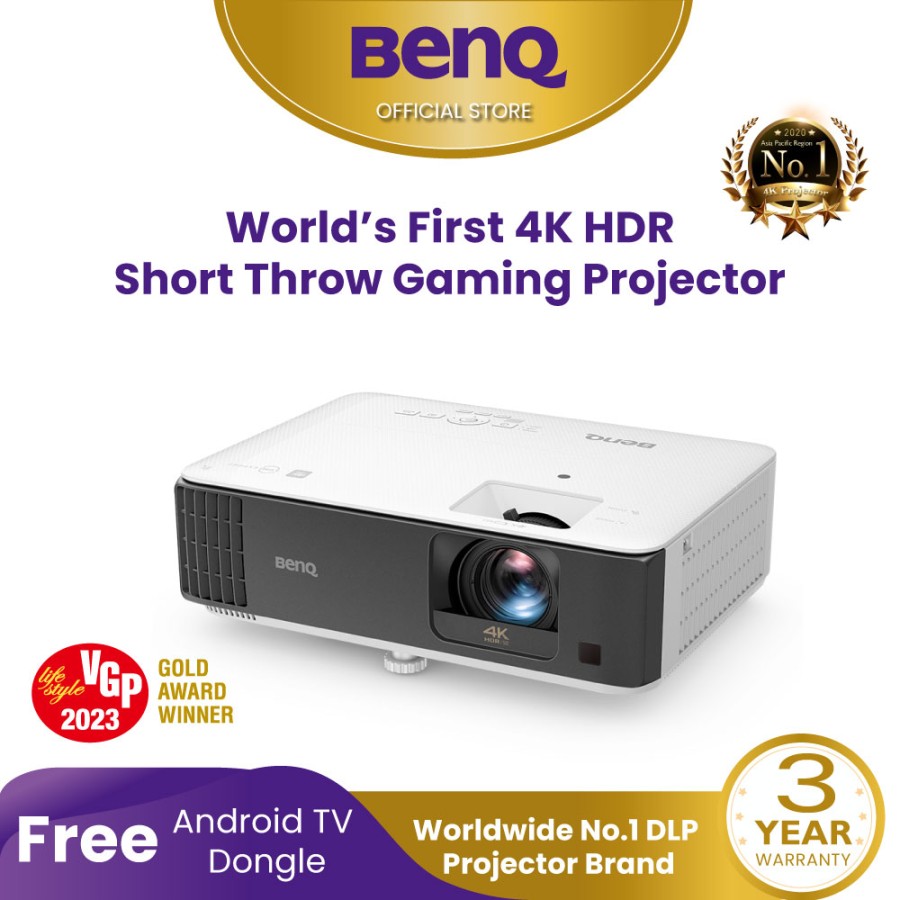 BenQ
OFFICIAL STORE
2020
Asia Pacific Region
No.1
4K Projector
World’s First 4K HDR
Short Throw Gaming Projector
BenQ
BenQ
4K
HDR
life
style
VGP
2023
GOLD
AWARD
WINNER
Free
Android TV
Dongle
Worldwide No.1 DLP
Projector Brand
3
YEAR
WARRANTY